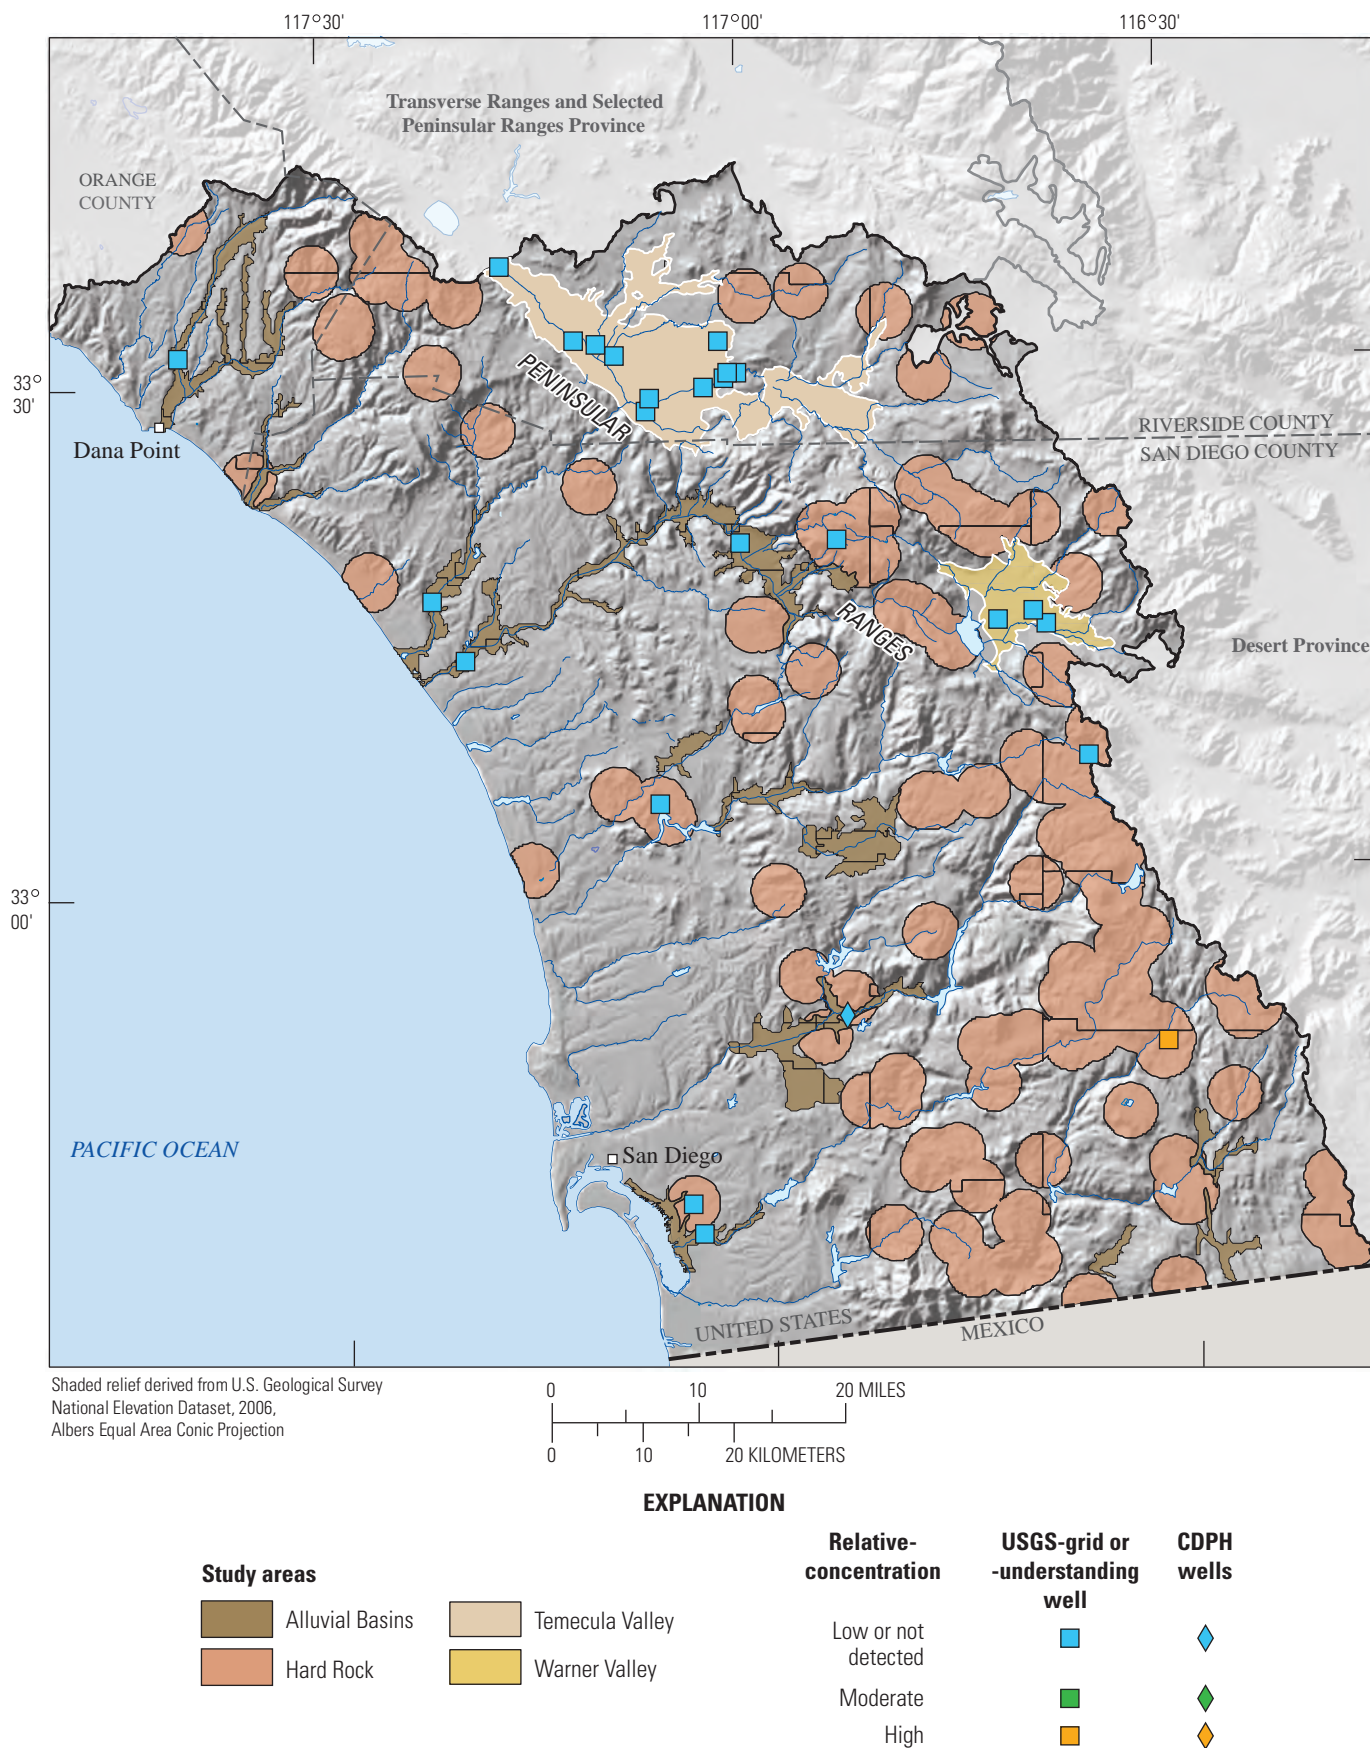 117°30'
117°00'
116°30'
Transverse Ranges and Selected
Peninsular Ranges Province
ORANGE
COUNTY
33°
30'
PENINSULAR
Dana Point
RIVERSIDE COUNTY
SAN DIEGO COUNTY
RANGES
Desert Province
33°
00'
PACIFIC OCEAN
San Diego
UNITED STATES
MEXICO
Shaded relief derived from U.S. Geological Survey
National Elevation Dataset, 2006,
Albers Equal Area Conic Projection
0 10 20 MILES
0 10 20 KILOMETERS
EXPLANATION
Study areas
Alluvial Basins
Temecula Valley
Hard Rock
Warner Valley
Relative-
concentration
USGS-grid or
-understanding
well
CDPH
wells
Low or not
detected
Moderate
High